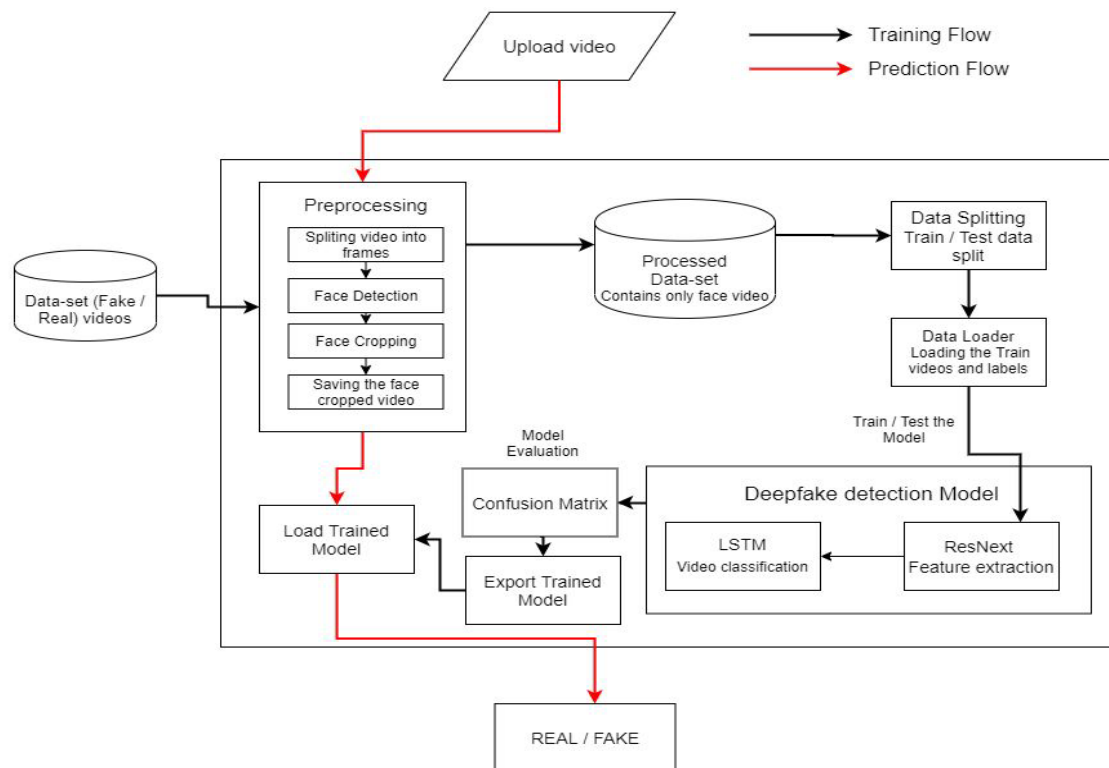 Upload video
Training Flow
Prediction Flow
Preprocessing
Spliting video into
frames
Face Detection
Face Cropping
Saving the face
cropped video
Data-set (Fake /
Real) videos
Processed
Data-set
Contains only face video
Data Splitting
Train / Test data
split
Data Loader
Loading the Train
videos and labels
Train / Test the
Model
Deepfake detection Model
ResNext
Feature extraction
LSTM
Video classification
Model
Evaluation
Confusion Matrix
Export Trained
Model
Load Trained
Model
REAL / FAKE